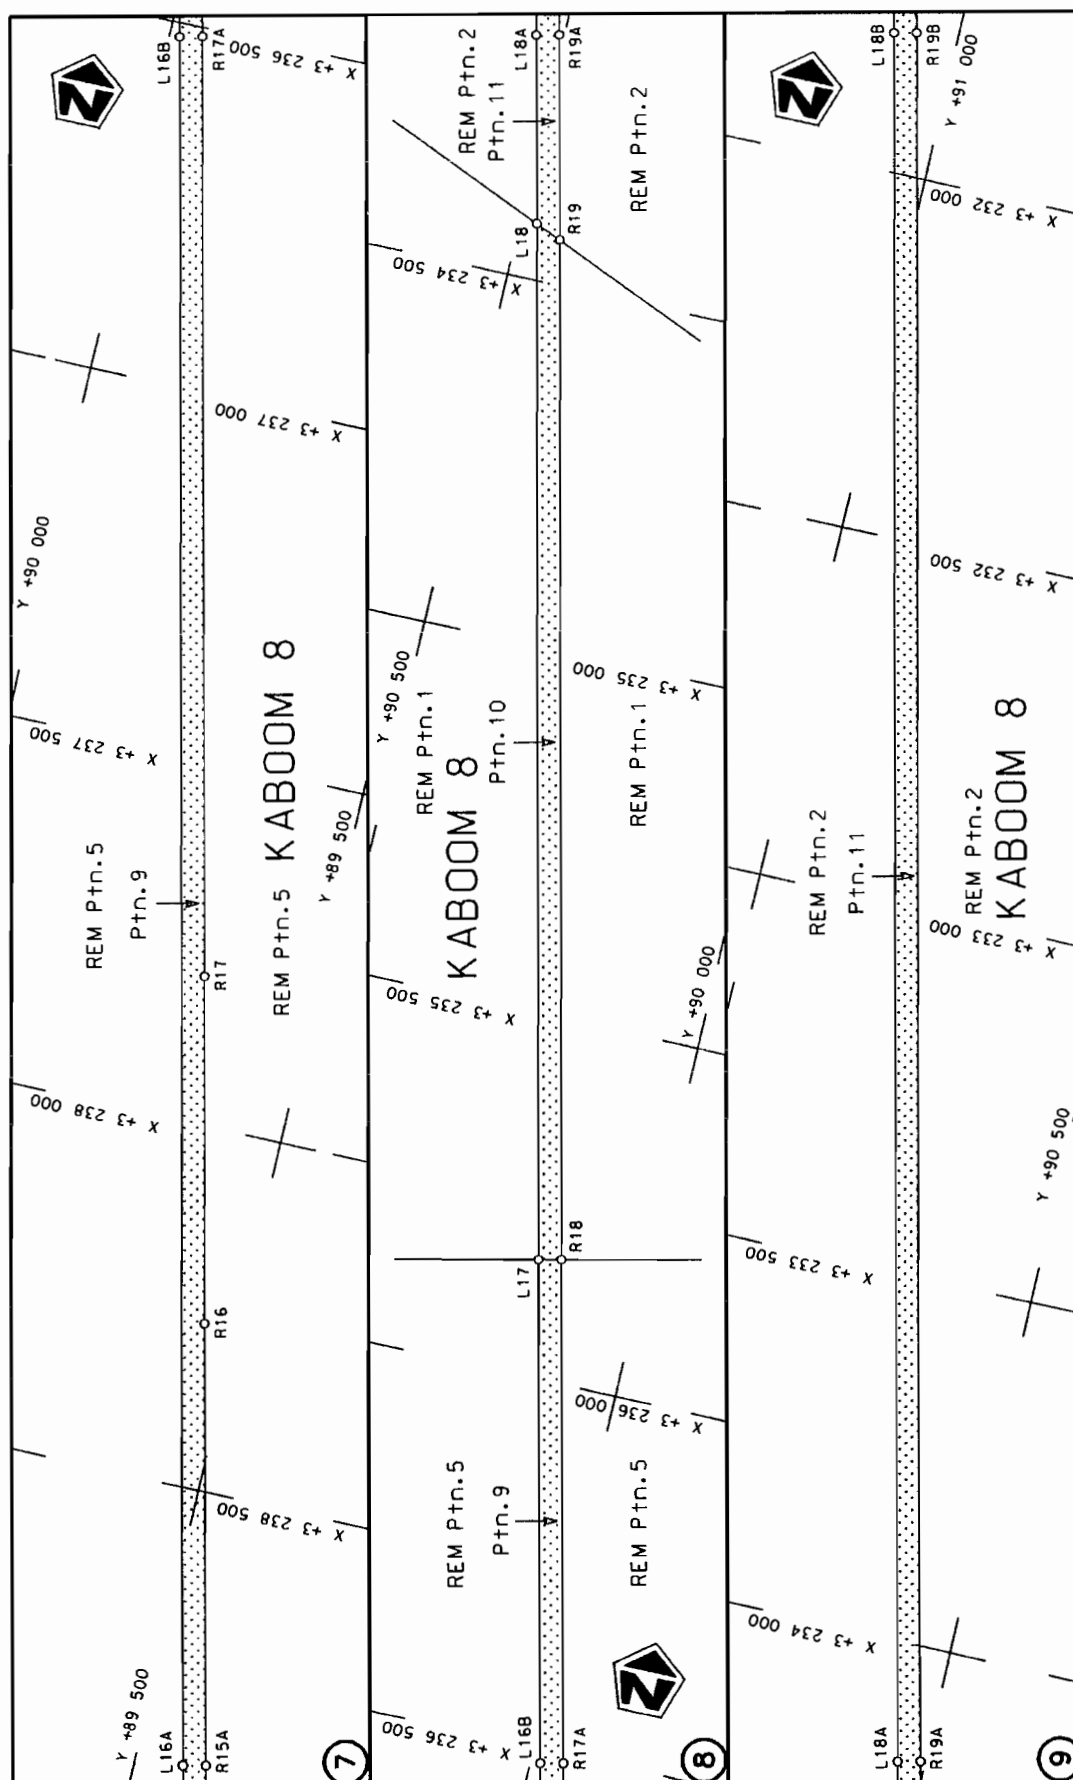 L16B
R17A
X +3 236 500
Y +90 000
X +3 237 000
X +3 237 500
REM Ptn.5
Ptn.9
KABOOM 8
REM Ptn.5
Y +89 500
R17
X +3 238 000
R16
X +3 238 500
Y +89 500
L16A
R15A
7
REM Ptn.2
Ptn.11
L18A
R19A
REM Ptn.2
L18
R19
X +3 234 500
Y +90 500
REM Ptn.1
KABOOM 8
Ptn.10
X +3 235 000
REM Ptn.1
X +3 235 500
Y +90 000
L17
R18
X +3 236 000
REM Ptn.5
Ptn.9
REM Ptn.5
X +3 236 500
L16B
R17A
8
L18B
R19B
Y +91 000
X +3 232 000
X +3 232 500
REM Ptn.2
Ptn.11
REM Ptn.2
KABOOM 8
X +3 233 000
Y +90 500
X +3 233 500
X +3 234 000
L18A
R19A
9
N
N
N